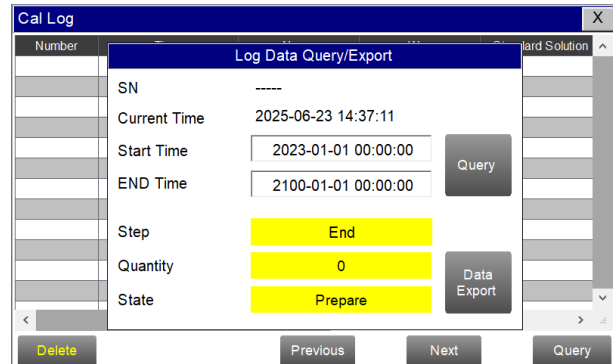 Cal Log X
Number Standard Solution
Log Data Query/Export
SN -----
Current Time 2025-06-23 14:37:11
Start Time 2023-01-01 00:00:00
Query
END Time 2100-01-01 00:00:00
Step End
Quantity 0
Data
Export
State Prepare
Delete Previous Next Query